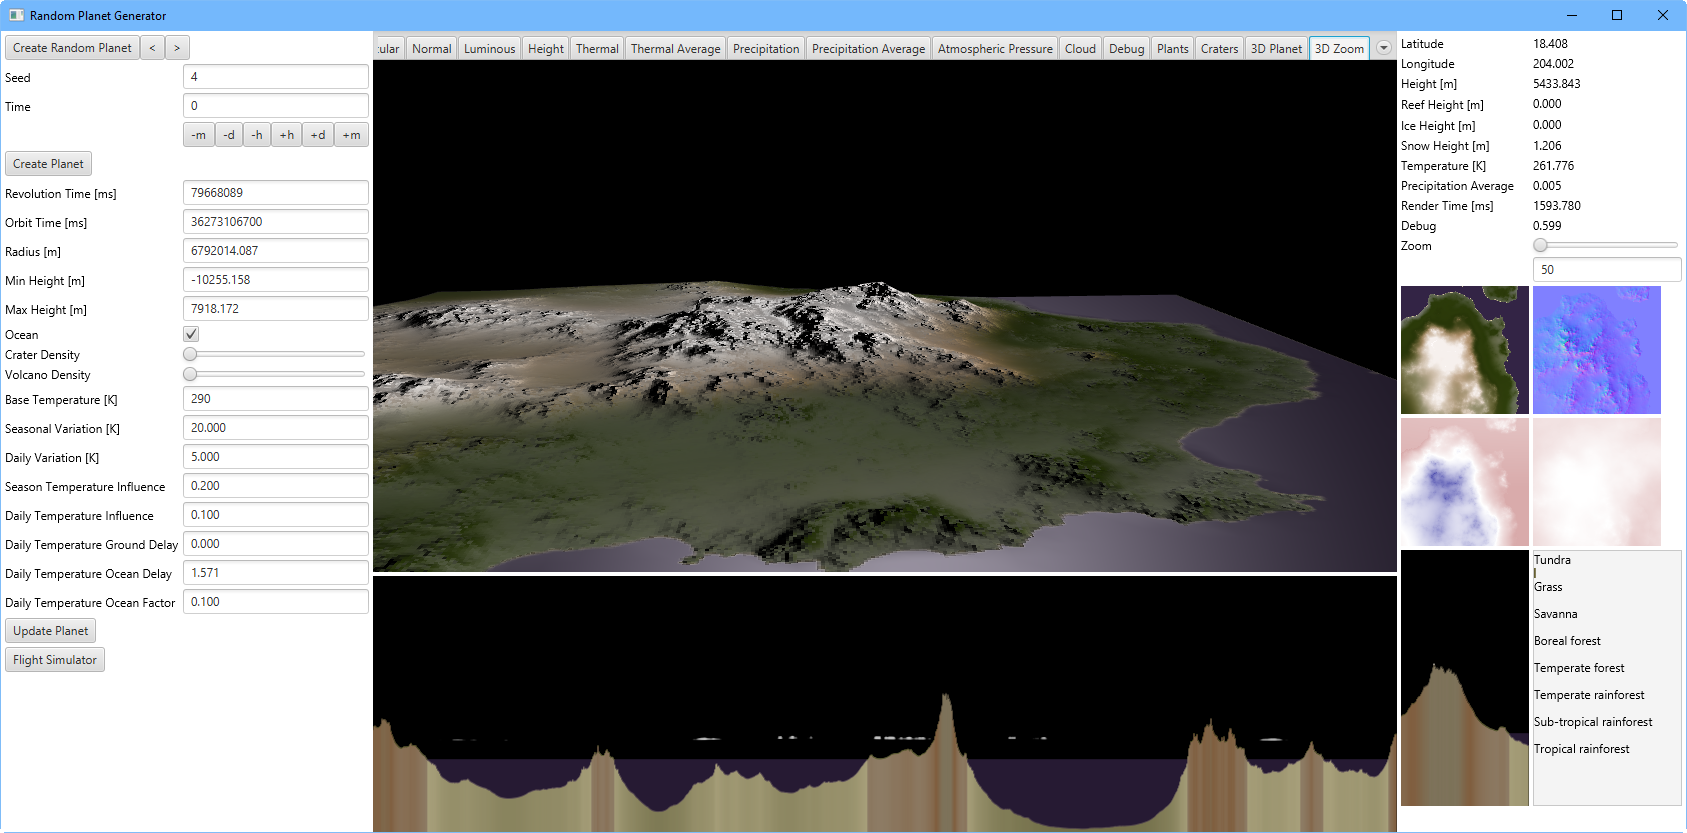 Random Planet Generator
Create Random Planet < >
Seed 4
Time 0
-m -d -h +h +d +m
Create Planet
Revolution Time [ms] 79668089
Orbit Time [ms] 36273106700
Radius [m] 6792014.087
Min Height [m] -10255.158
Max Height [m] 7918.172
Ocean
Crater Density
Volcano Density
Base Temperature [K] 290
Seasonal Variation [K] 20.000
Daily Variation [K] 5.000
Season Temperature Influence 0.200
Daily Temperature Influence 0.100
Daily Temperature Ground Delay 0.000
Daily Temperature Ocean Delay 1.571
Daily Temperature Ocean Factor 0.100
Update Planet
Flight Simulator
cular Normal Luminous Height Thermal Thermal Average Precipitation Precipitation Average Atmospheric Pressure Cloud Debug Plants Craters 3D Planet 3D Zoom
Latitude 18.408
Longitude 204.002
Height [m] 5433.843
Reef Height [m] 0.000
Ice Height [m] 0.000
Snow Height [m] 1.206
Temperature [K] 261.776
Precipitation Average 0.005
Render Time [ms] 1593.780
Debug 0.599
Zoom
50
Tundra
Grass
Savanna
Boreal forest
Temperate forest
Temperate rainforest
Sub-tropical rainforest
Tropical rainforest